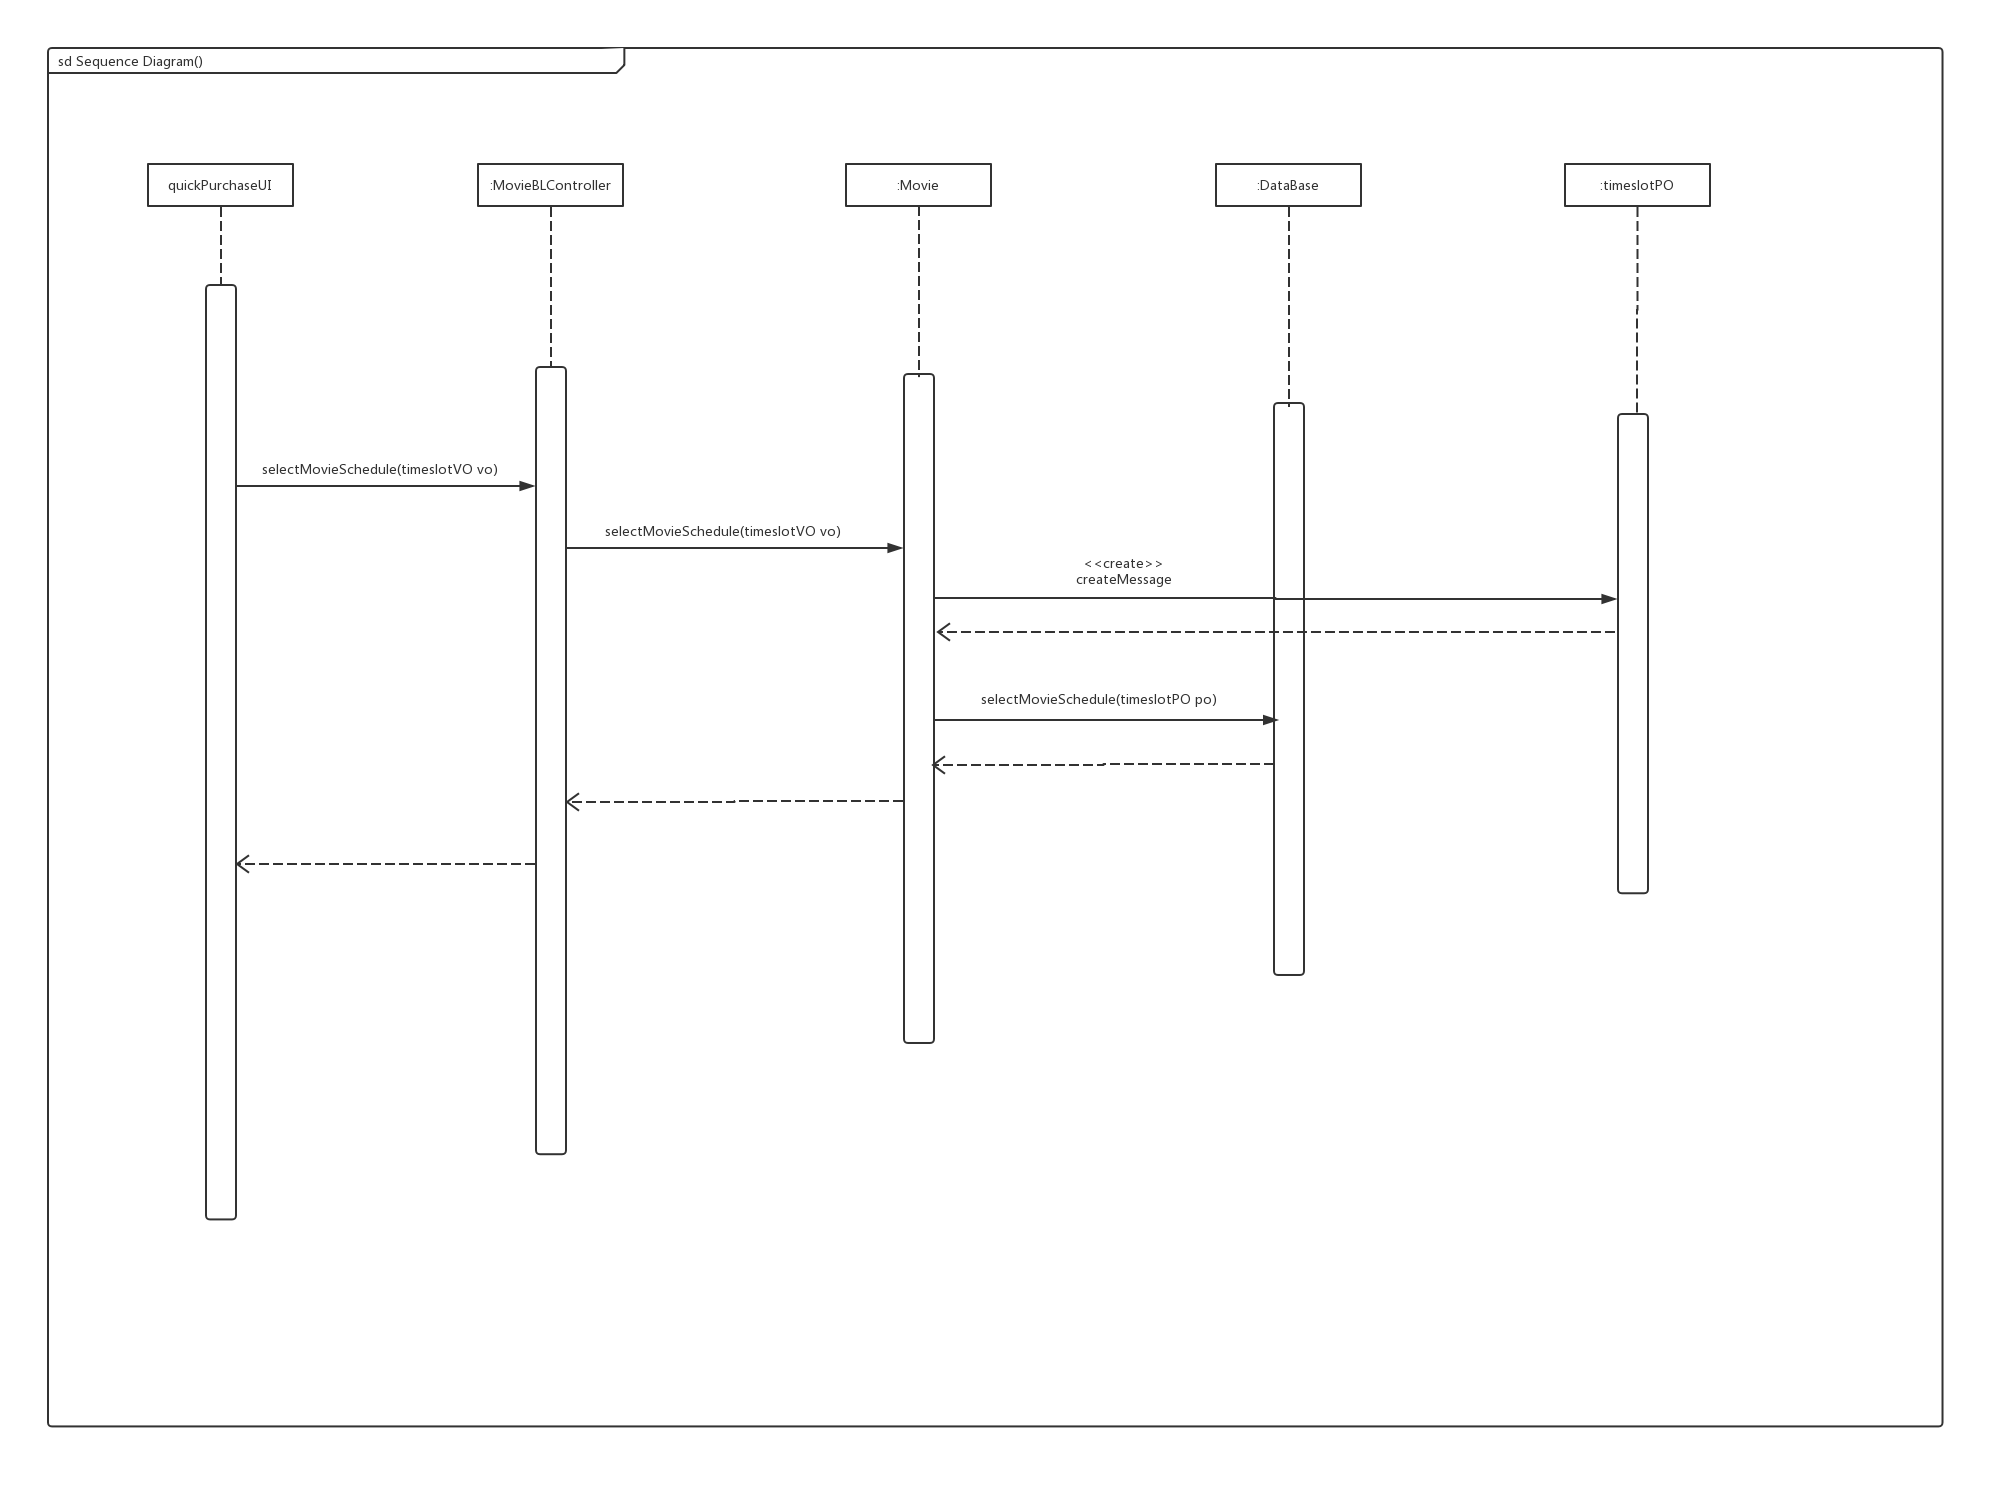 sd Sequence Diagram()
quickPurchaseUI
:MovieBLController
:Movie
:DataBase
:timeslotPO
selectMovieSchedule(timeslotVO vo)
selectMovieSchedule(timeslotVO vo)
<<create>>
createMessage
selectMovieSchedule(timeslotPO po)